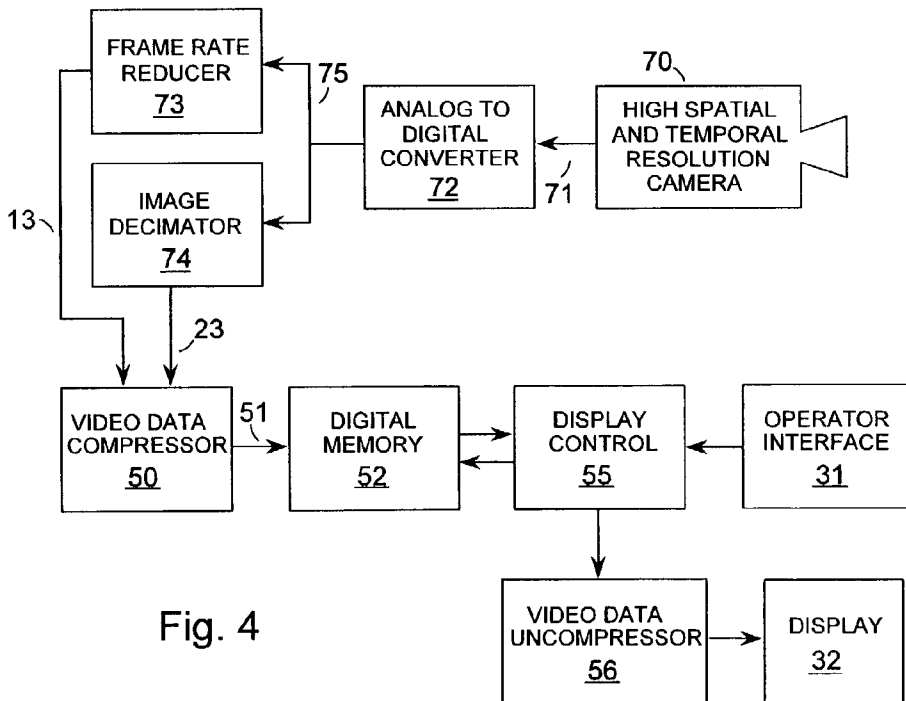 FRAME RATE
REDUCER
73
75
ANALOG TO
DIGITAL
CONVERTER
72
71
70
HIGH SPATIAL
AND TEMPORAL
RESOLUTION
CAMERA
13
IMAGE
DECIMATOR
74
23
VIDEO DATA
COMPRESSOR
50
51
DIGITAL
MEMORY
52
DISPLAY
CONTROL
55
OPERATOR
INTERFACE
31
Fig. 4
VIDEO DATA
UNCOMPRESSOR
56
DISPLAY
32